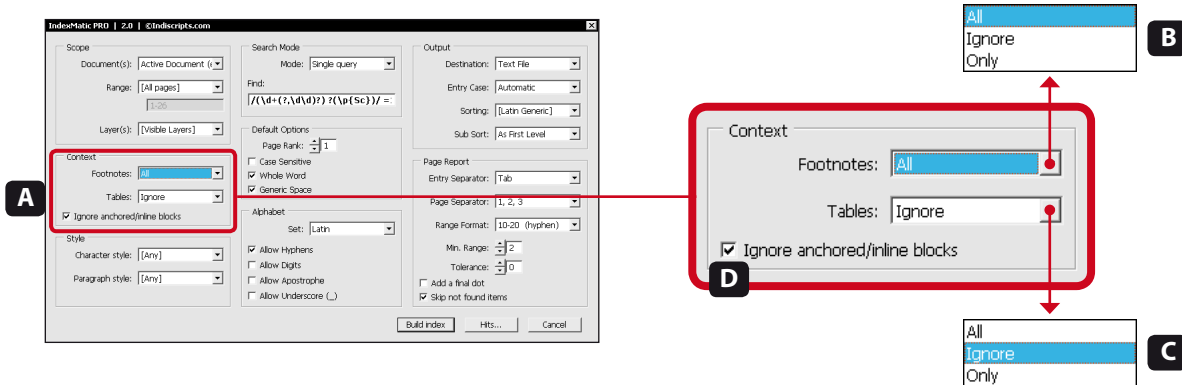 IndexMatic PRO | 2.0 | ©Indiscripts.com
Scope
Document(s): Active Document (
Range: [All pages]
1-26
Layer(s): [Visible Layers]
Context
Footnotes: All
Tables: Ignore
Ignore anchored/inline blocks
Style
Character style: [Any]
Paragraph style: [Any]
Search Mode
Mode: Single query
Find:
/(\d+(?,\d\d)?) ?(\p{Sc})/ =
Default Options
Page Rank: 1
Case Sensitive
Whole Word
Generic Space
Alphabet
Set: Latin
Allow Hyphens
Allow Digits
Allow Apostrophe
Allow Underscore (_)
Output
Destination: Text File
Entry Case: Automatic
Sorting: [Latin Generic]
Sub Sort: As First Level
Page Report
Entry Separator: Tab
Page Separator: 1, 2, 3
Range Format: 10-20 (hyphen)
Min. Range: 2
Tolerance: 0
Add a final dot
Skip not found items
Build index
Hits...
Cancel
A
All
Ignore
Only
B
Context
Footnotes: All
Tables: Ignore
Ignore anchored/inline blocks
D
All
Ignore
Only
C